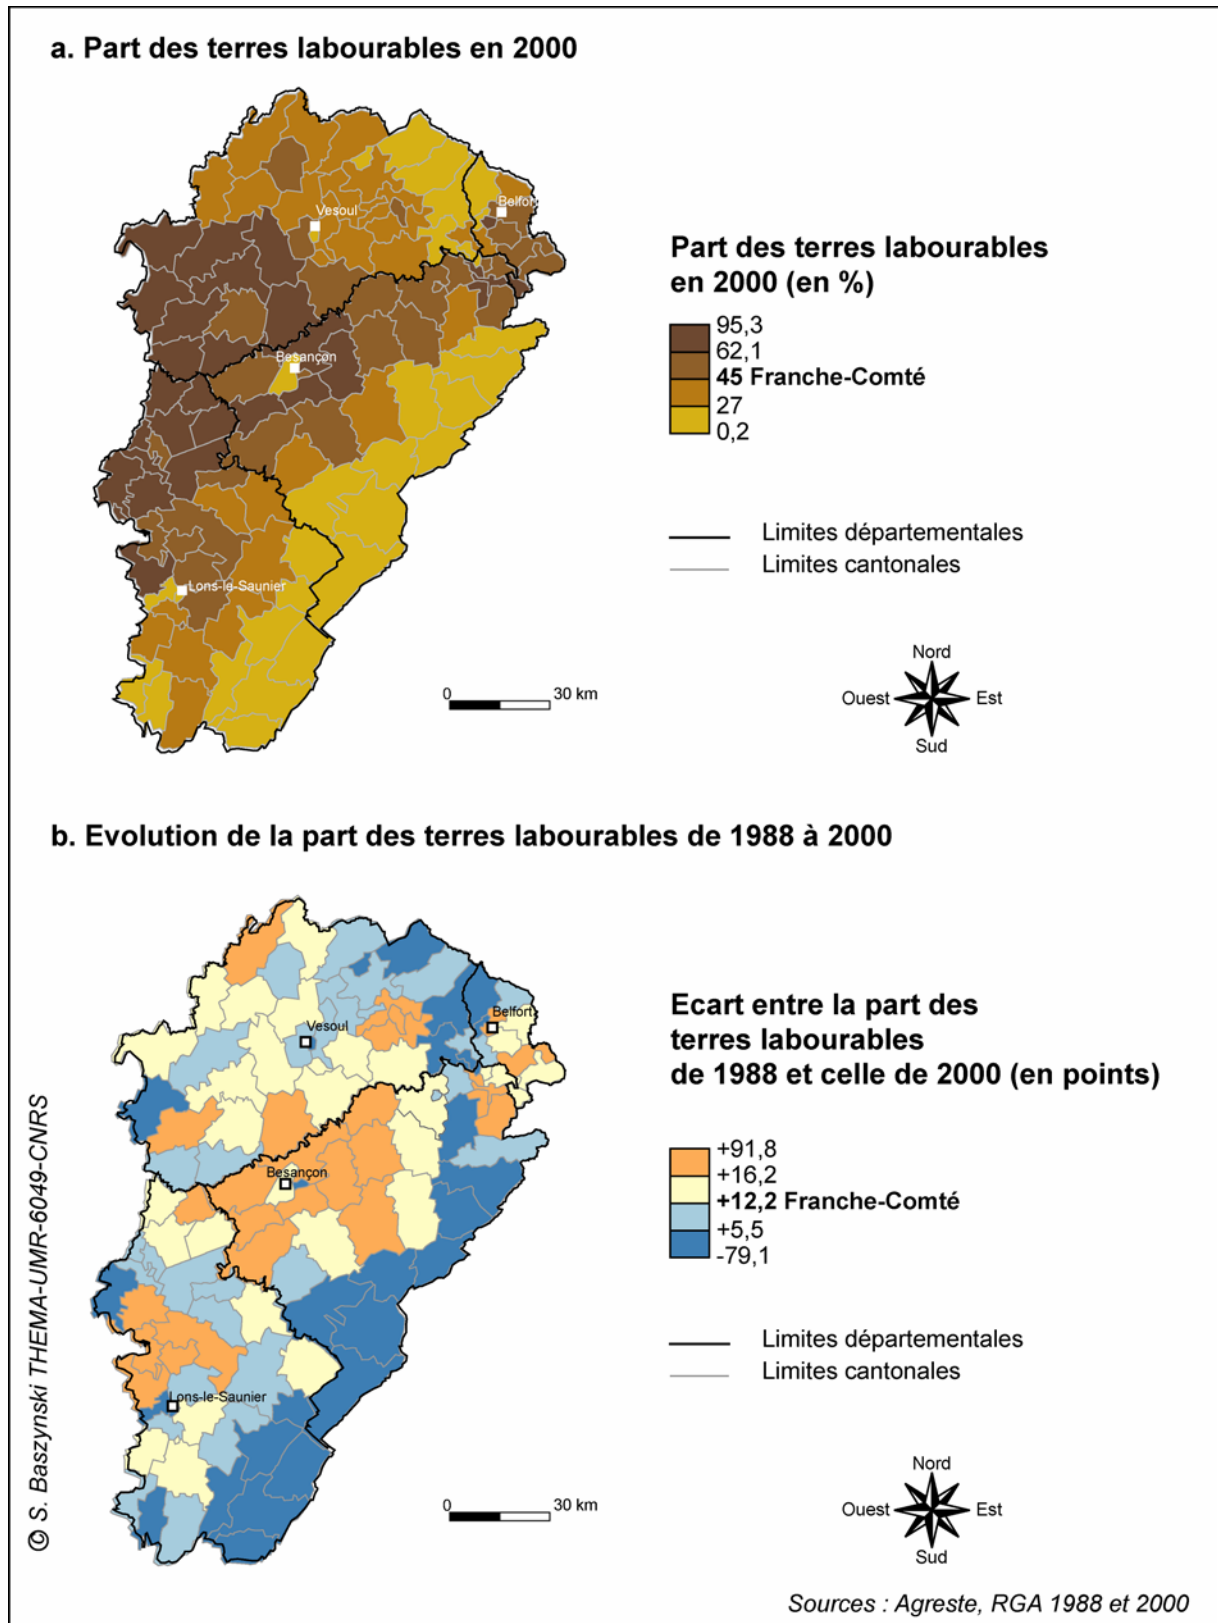 a. Part des terres labourables en 2000
Vesoul
Belfort
Besançon
Lons-le-Saunier
Part des terres labourables
en 2000 (en %)
95,3
62,1
45 Franche-Comté
27
0,2
Limites départementales
Limites cantonales
0 30 km
Nord
Ouest Est
Sud
b. Evolution de la part des terres labourables de 1988 à 2000
Vesoul
Belfort
Besançon
Lons-le-Saunier
Ecart entre la part des
terres labourables
de 1988 et celle de 2000 (en points)
+91,8
+16,2
+12,2 Franche-Comté
+5,5
-79,1
Limites départementales
Limites cantonales
0 30 km
Nord
Ouest Est
Sud
© S. Baszynski THEMA-UMR-6049-CNRS
Sources : Agreste, RGA 1988 et 2000